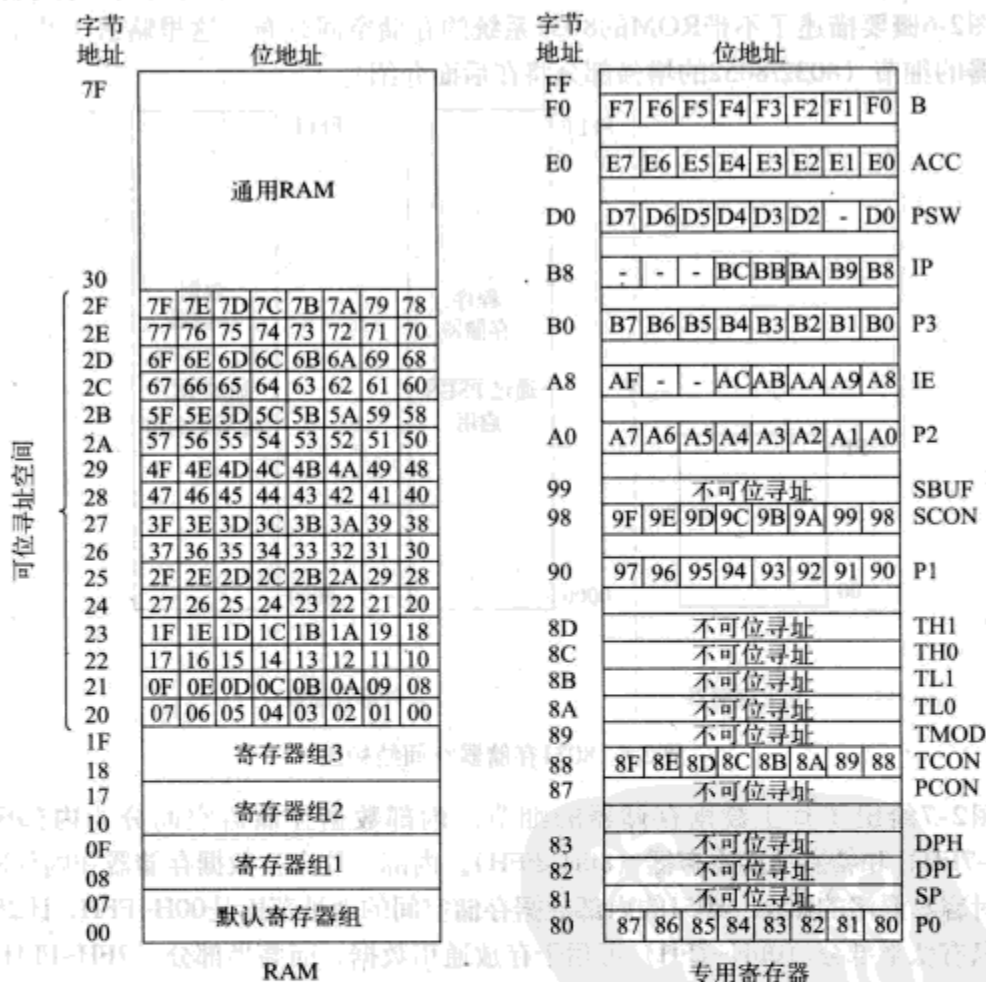 字节
地址 位地址
7F
通用RAM
30
2F 7F 7E 7D 7C 7B 7A 79 78
2E 77 76 75 74 73 72 71 70
2D 6F 6E 6D 6C 6B 6A 69 68
2C 67 66 65 64 63 62 61 60
2B 5F 5E 5D 5C 5B 5A 59 58
2A 57 56 55 54 53 52 51 50
29 4F 4E 4D 4C 4B 4A 49 48
28 47 46 45 44 43 42 41 40
27 3F 3E 3D 3C 3B 3A 39 38
26 37 36 35 34 33 32 31 30
25 2F 2E 2D 2C 2B 2A 29 28
24 27 26 25 24 23 22 21 20
23 1F 1E 1D 1C 1B 1A 19 18
22 17 16 15 14 13 12 11 10
21 0F 0E 0D 0C 0B 0A 09 08
20 07 06 05 04 03 02 01 00
可位寻址空间
1F
寄存器组3
18
17
寄存器组2
10
0F
寄存器组1
08
07
默认寄存器组
00
RAM
字节
地址 位地址
FF
F0 F7 F6 F5 F4 F3 F2 F1 F0 B
E0 E7 E6 E5 E4 E3 E2 E1 E0 ACC
D0 D7 D6 D5 D4 D3 D2 - D0 PSW
B8 - - - BC BB BA B9 B8 IP
B0 B7 B6 B5 B4 B3 B2 B1 B0 P3
A8 AF - - AC AB AA A9 A8 IE
A0 A7 A6 A5 A4 A3 A2 A1 A0 P2
99 不可位寻址 SBUF
98 9F 9E 9D 9C 9B 9A 99 98 SCON
90 97 96 95 94 93 92 91 90 P1
8D 不可位寻址 TH1
8C 不可位寻址 TH0
8B 不可位寻址 TL1
8A 不可位寻址 TL0
89 不可位寻址 TMOD
88 8F 8E 8D 8C 8B 8A 89 88 TCON
87 不可位寻址 PCON
83 不可位寻址 DPH
82 不可位寻址 DPL
81 不可位寻址 SP
80 87 86 85 84 83 82 81 80 P0
专用寄存器